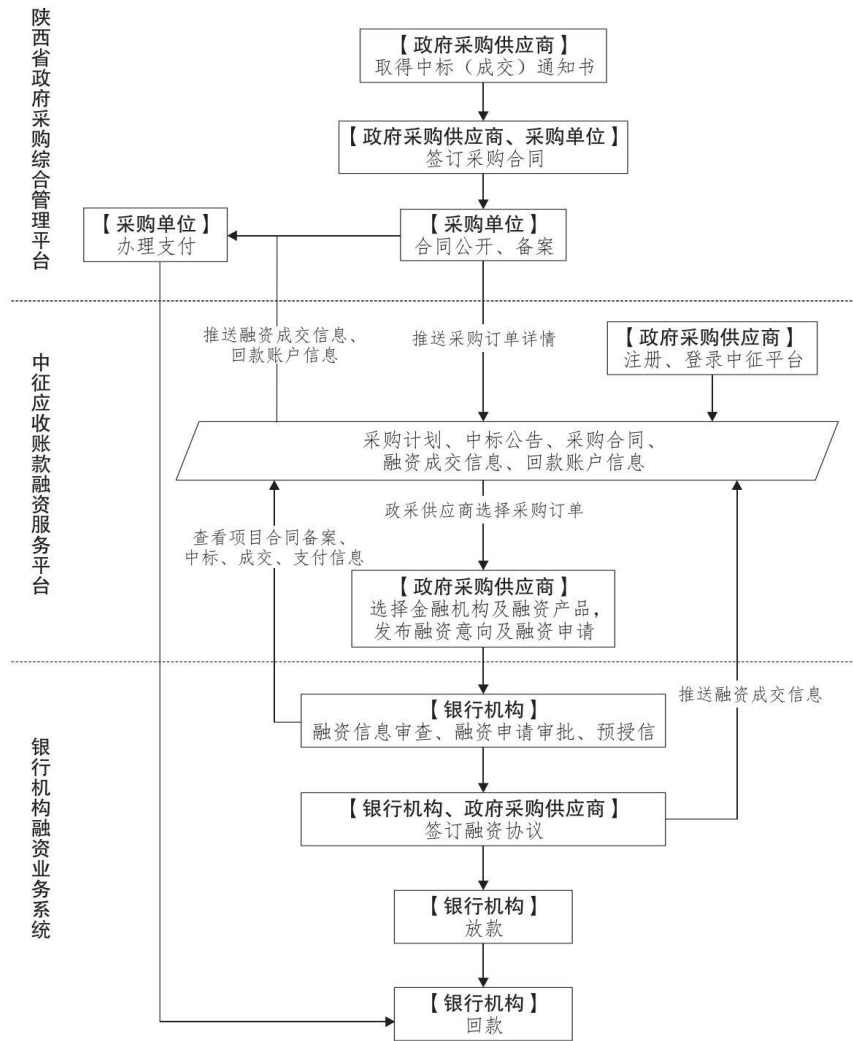 陕西省政府采购综合管理平台
【政府采购供应商】
取得中标（成交）通知书
【政府采购供应商、采购单位】
签订采购合同
【采购单位】
办理支付
【采购单位】
合同公开、备案
中征应收账款融资服务平台
推送融资成交信息、
回款账户信息
推送采购订单详情
【政府采购供应商】
注册、登录中征平台
采购计划、中标公告、采购合同、
融资成交信息、回款账户信息
政采供应商选择采购订单
查看项目合同备案、
中标、成交、支付信息
【政府采购供应商】
选择金融机构及融资产品，
发布融资意向及融资申请
银行机构融资业务系统
推送融资成交信息
【银行机构】
融资信息审查、融资申请审批、预授信
【银行机构、政府采购供应商】
签订融资协议
【银行机构】
放款
【银行机构】
回款